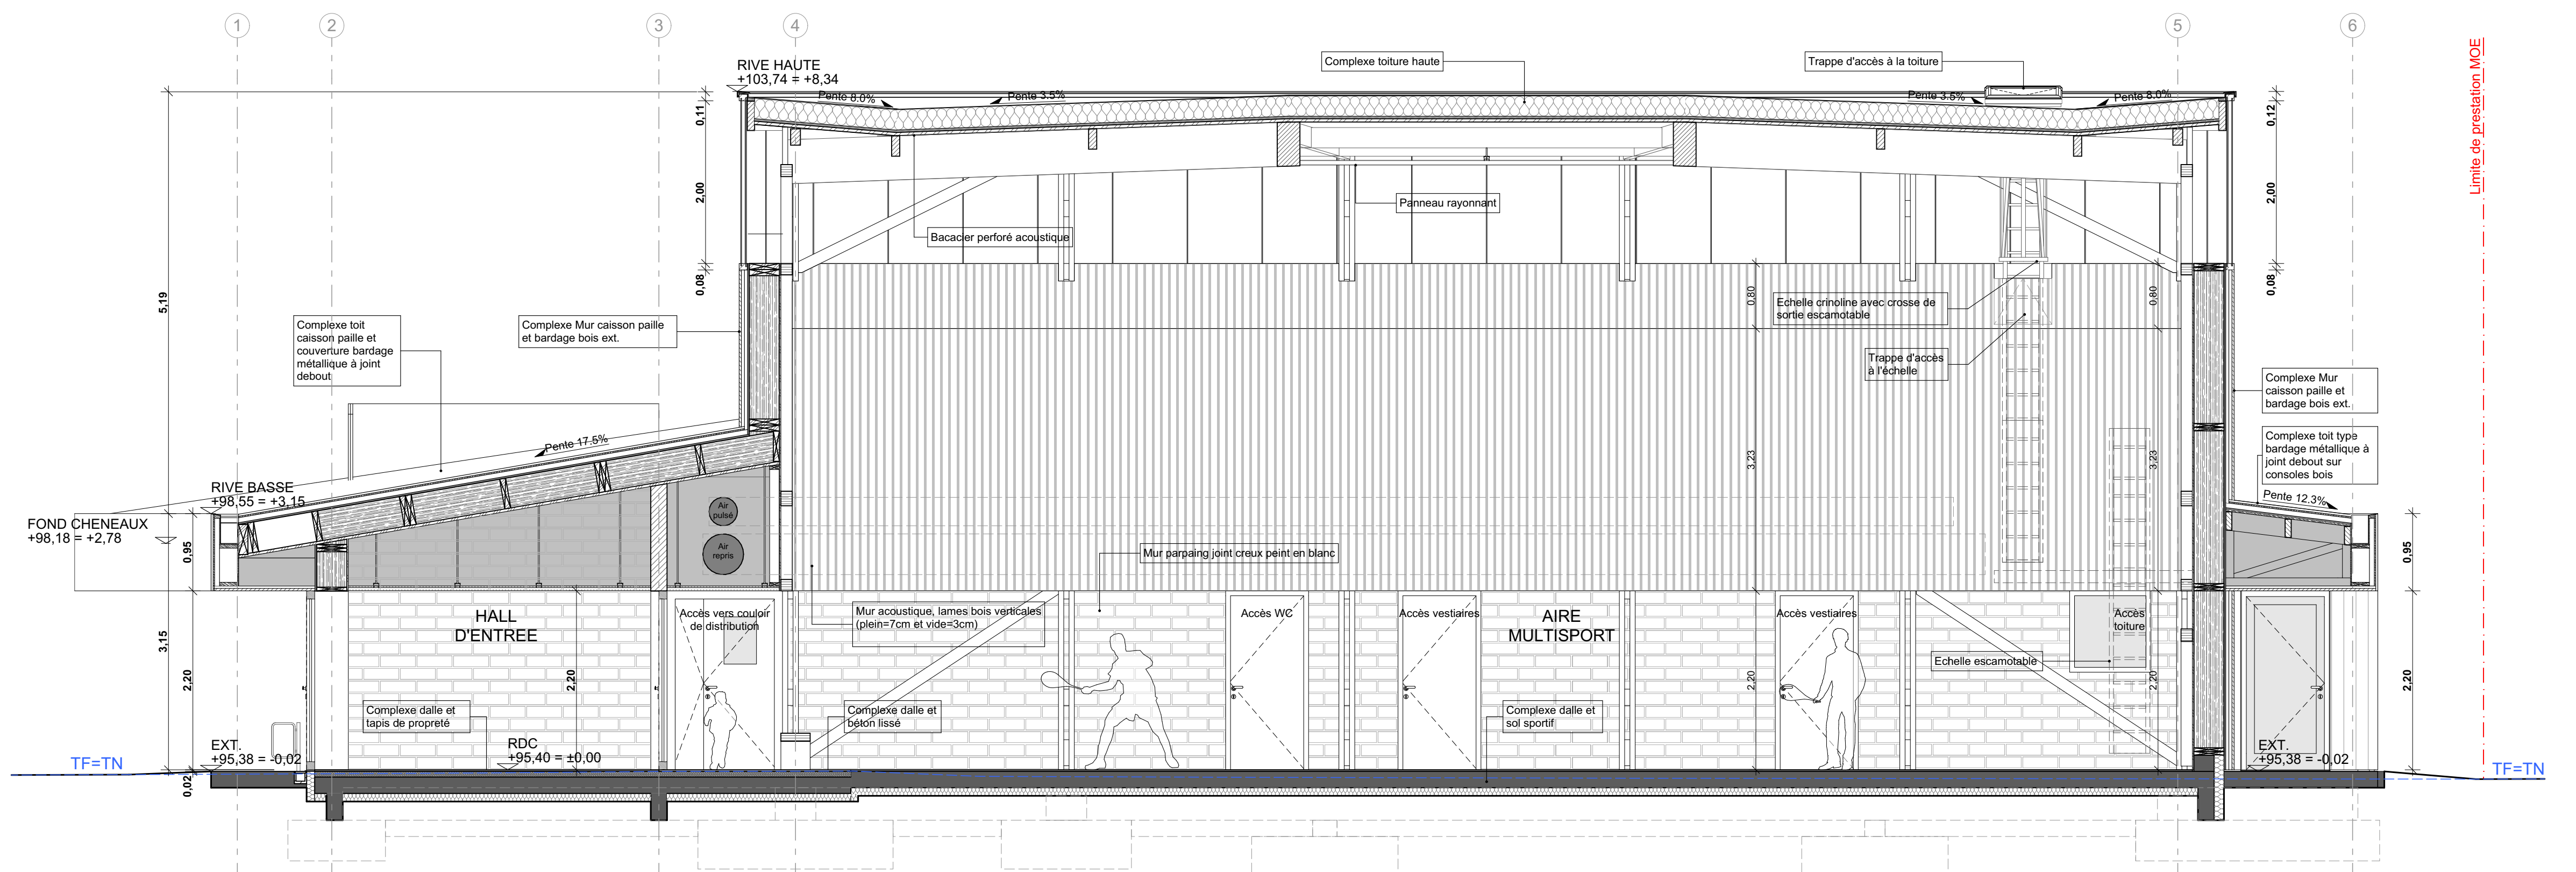 1
2
3
4
5
6
RIVE HAUTE
+103,74 = +8,34
Pente 8.0%
Pente 3.5%
Complexe toiture haute
Trappe d'accès à la toiture
Pente 3.5%
Pente 8.0%
Limite de prestation MOE
0,11
0,12
2,00
2,00
Panneau rayonnant
Bacacier perforé acoustique
0,08
0,08
5,19
0,80
0,80
Echelle crinoline avec crosse de
sortie escamotable
Complexe toit
caisson paille et
couverture bardage
métallique à joint
debout
Complexe Mur caisson paille
et bardage bois ext.
Trappe d'accès
à l'échelle
Complexe Mur
caisson paille et
bardage bois ext.
Complexe toit type
bardage métallique à
joint debout sur
consoles bois
Pente 17.5%
3,23
3,23
Pente 12.3%
RIVE BASSE
+98,55 = +3,15
FOND CHENEAUX
+98,18 = +2,78
Air
pulsé
Air
repris
0,95
0,95
Mur parpaing joint creux peint en blanc
HALL
D'ENTREE
Accès vers couloir
de distribution
Mur acoustique, lames bois verticales
(plein=7cm et vide=3cm)
Accès WC
Accès vestiaires
AIRE
MULTISPORT
Accès vestiaires
Accès
toiture
Echelle escamotable
3,15
2,20
2,20
2,20
2,20
2,20
Complexe dalle et
tapis de propreté
Complexe dalle et
béton lissé
Complexe dalle et
sol sportif
EXT.
+95,38 = -0,02
RDC
+95,40 = ±0,00
EXT.
+95,38 = -0,02
TF=TN
TF=TN
0,02